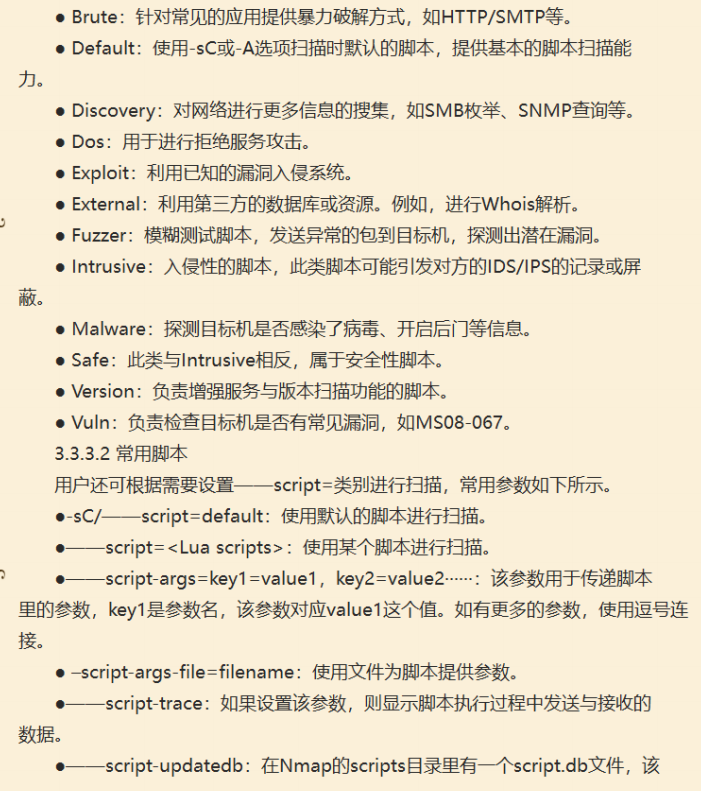 ● Brute：针对常见的应用提供暴力破解方式，如HTTP/SMTP等。
● Default：使用-sC或-A选项扫描时默认的脚本，提供基本的脚本扫描能
力。
● Discovery：对网络进行更多信息的搜集，如SMB枚举、SNMP查询等。
● Dos：用于进行拒绝服务攻击。
● Exploit：利用已知的漏洞入侵系统。
● External：利用第三方的数据库或资源。例如，进行Whois解析。
● Fuzzer：模糊测试脚本，发送异常的包到目标机，探测出潜在漏洞。
● Intrusive：入侵性的脚本，此类脚本可能引发对方的IDS/IPS的记录或屏
蔽。
● Malware：探测目标机是否感染了病毒、开启后门等信息。
● Safe：此类与Intrusive相反，属于安全性脚本。
● Version：负责增强服务与版本扫描功能的脚本。
● Vuln：负责检查目标机是否有常见漏洞，如MS08-067。
3.3.3.2 常用脚本
用户还可根据需要设置——script=类别进行扫描，常用参数如下所示。
●-sC/——script=default：使用默认的脚本进行扫描。
●——script=<Lua scripts>：使用某个脚本进行扫描。
●——script-args=key1=value1，key2=value2……：该参数用于传递脚本
里的参数，key1是参数名，该参数对应value1这个值。如有更多的参数，使用逗号连
接。
● –script-args-file=filename：使用文件为脚本提供参数。
●——script-trace：如果设置该参数，则显示脚本执行过程中发送与接收的
数据。
●——script-updatedb：在Nmap的scripts目录里有一个script.db文件，该